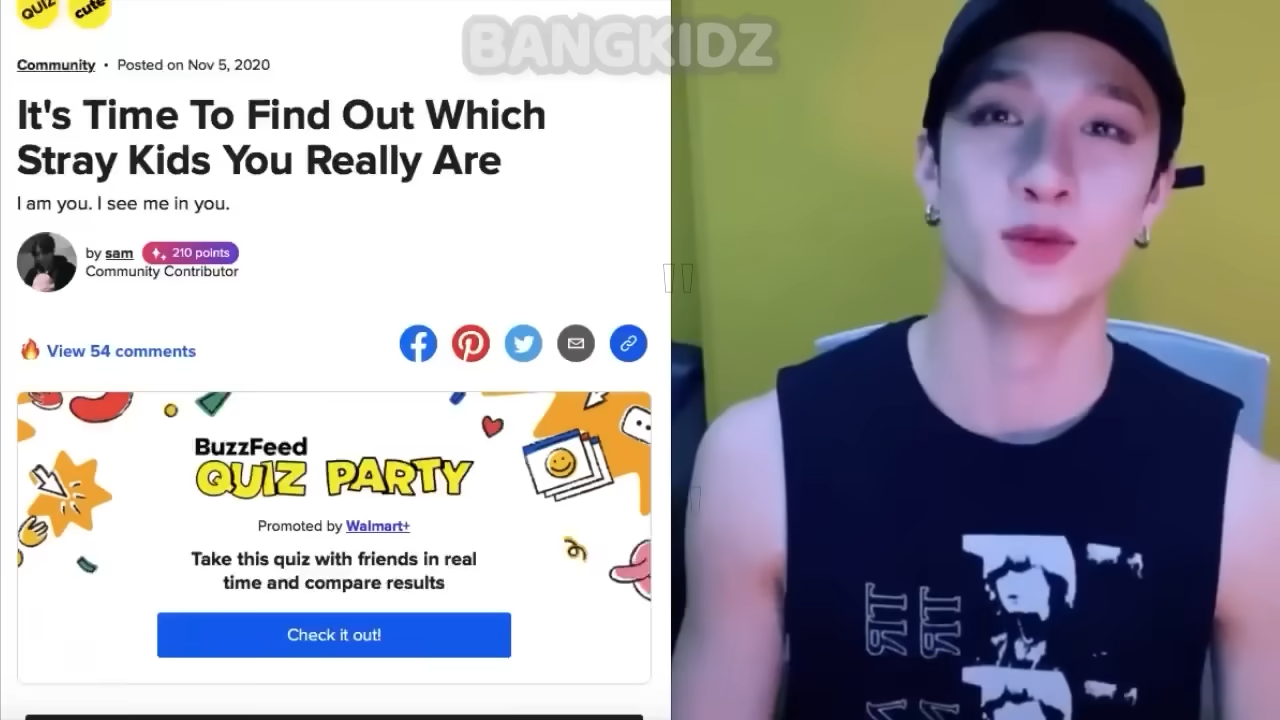 QUIZ
cute
BANGKIDZ
Community • Posted on Nov 5, 2020
It's Time To Find Out Which
Stray Kids You Really Are
I am you. I see me in you.
by sam 210 points
Community Contributor
View 54 comments
BuzzFeed
QUIZ PARTY
Promoted by Walmart+
Take this quiz with friends in real
time and compare results
Check it out!